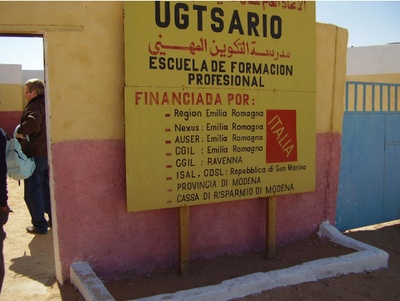 الاتحاد العام
UGTSARIO
مدرسة التكوين المهني
ESCUELA DE FORMACION
PROFESIONAL
FINANCIADA POR:
- Region Emilia Romagna
- Nexus: Emilia Romagna
- AUSER: Emilia Romagna
- CGIL: Emilia Romagna
- CGIL: RAVENNA
- ISAL, CDSL: Repubblica di San Marino
- PROVINCIA DI MODENA
- CASSA DI RISPARMIO DI MODENA
ITALIA